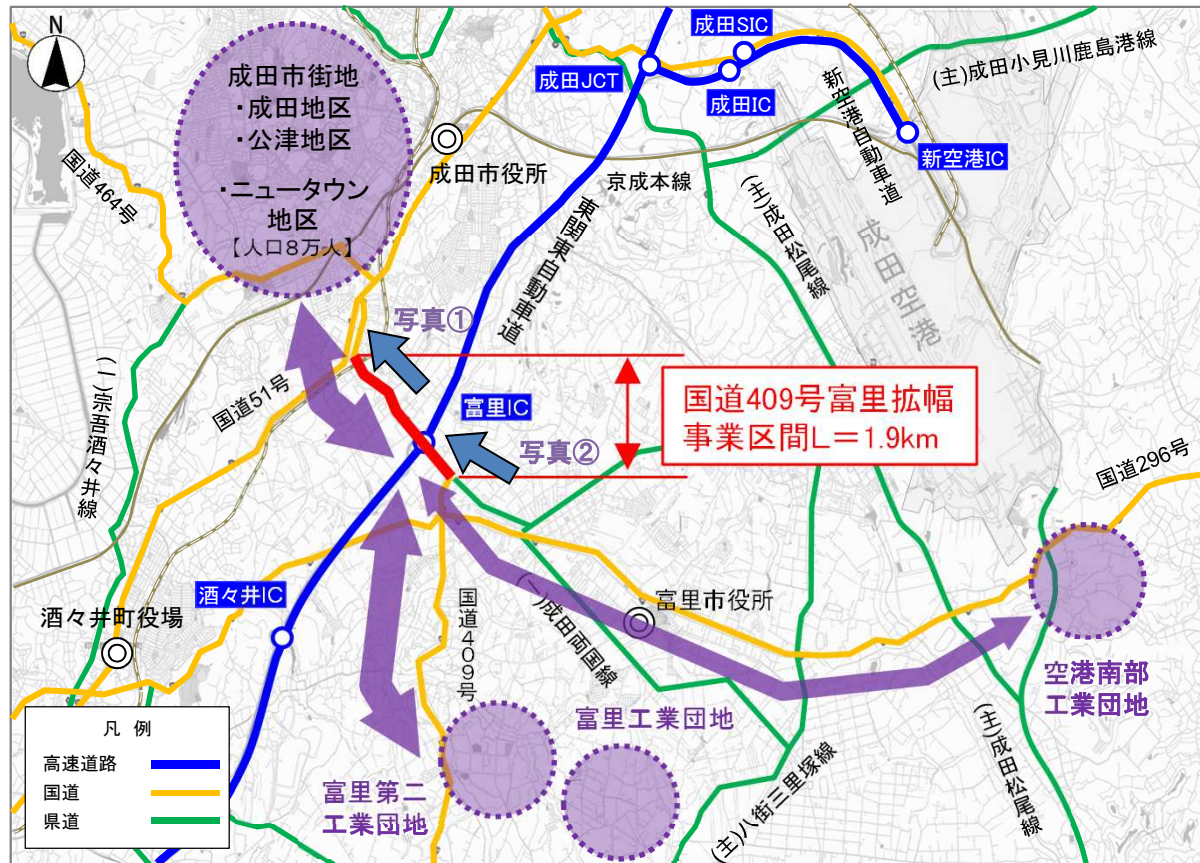 N
成田市街地
・成田地区
・公津地区
・ニュータウン
地区
【人口8万人】
国道464号
成田市役所
成田JCT
成田SIC
成田IC
新空港自動車道
(主)成田小見川鹿島港線
新空港IC
京成本線
東関東自動車道
(主)成田松尾線
成田空港
写真①
国道51号
(一)宗吾酒々井線
富里IC
写真②
国道409号富里拡幅
事業区間L＝1.9km
国道296号
酒々井IC
酒々井町役場
国道409号
(一)成田両国線
富里市役所
空港南部
工業団地
富里工業団地
富里第二
工業団地
(主)八街三里塚線
(主)成田松尾線
凡 例
高速道路
国道
県道